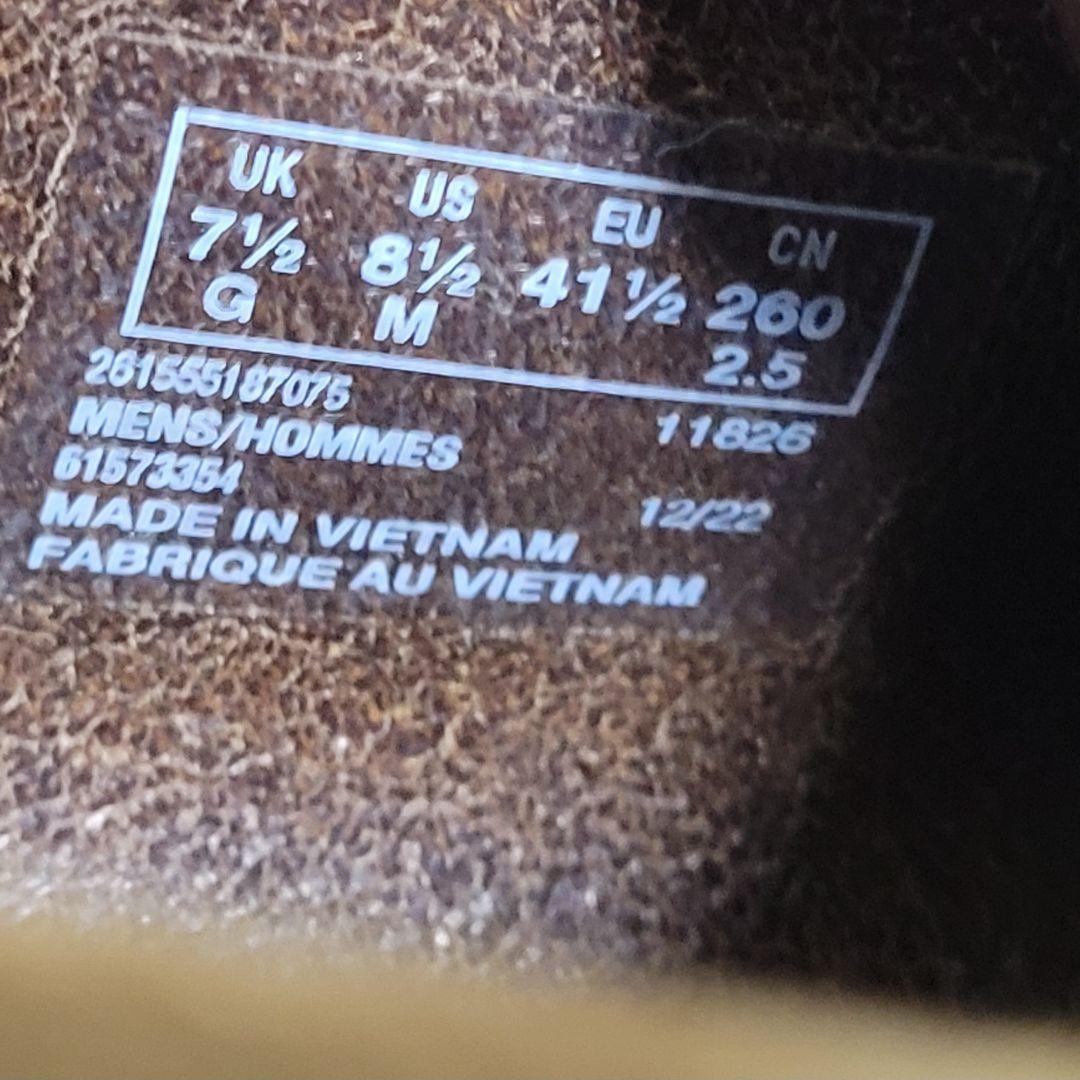 UK US EU CN
7½ 8½ 41½ 260
G M 2.5
261555187075
MENS/HOMMES 11826
61573354
MADE IN VIETNAM 12/22
FABRIQUE AU VIETNAM